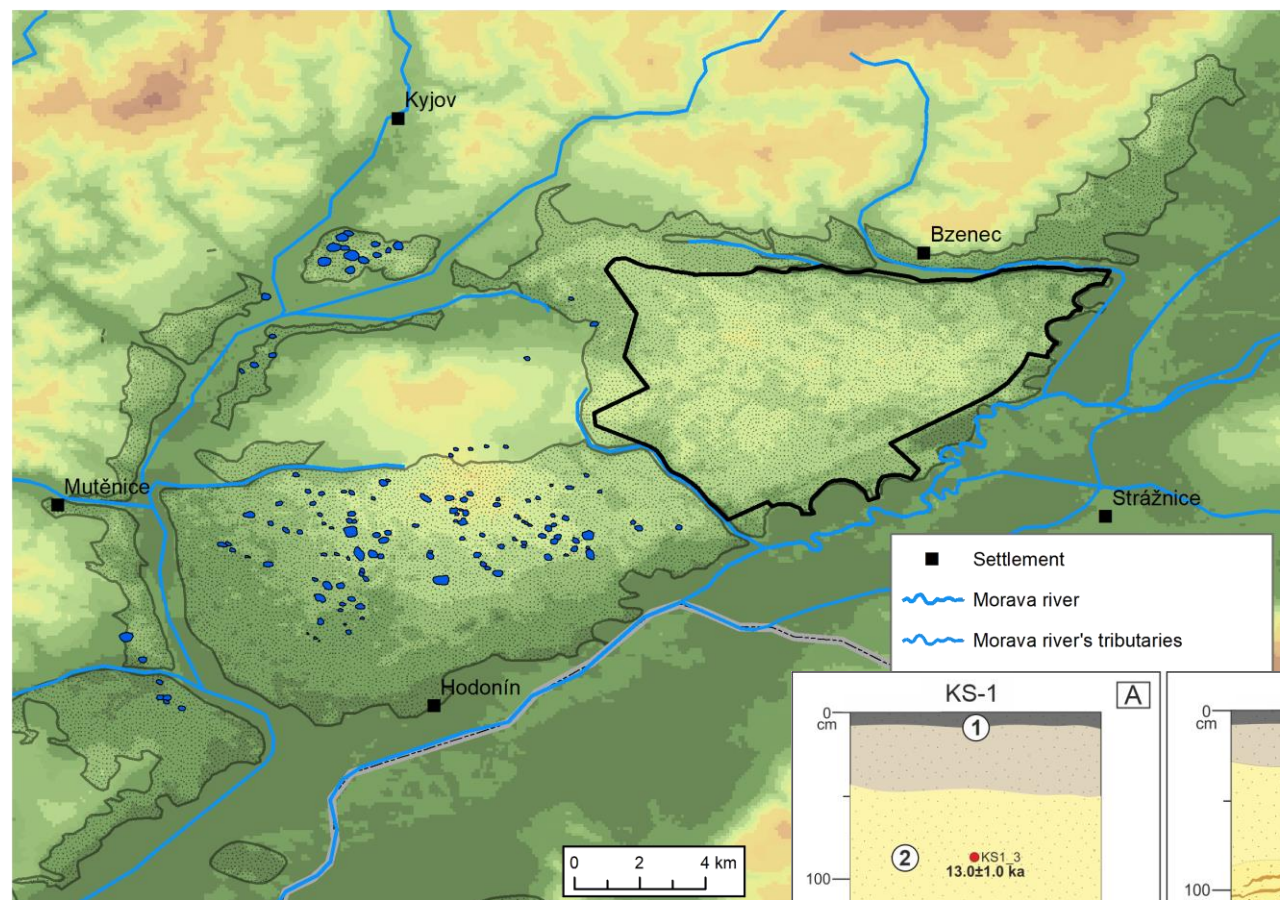 Kyjov
Bzenec
Mutěnice
Strážnice
Hodonín
Settlement
Morava river
Morava river's tributaries
0 2 4 km
KS-1
A
0
cm
1
2
KS1_3
13.0±1.0 ka
100
0
cm
100